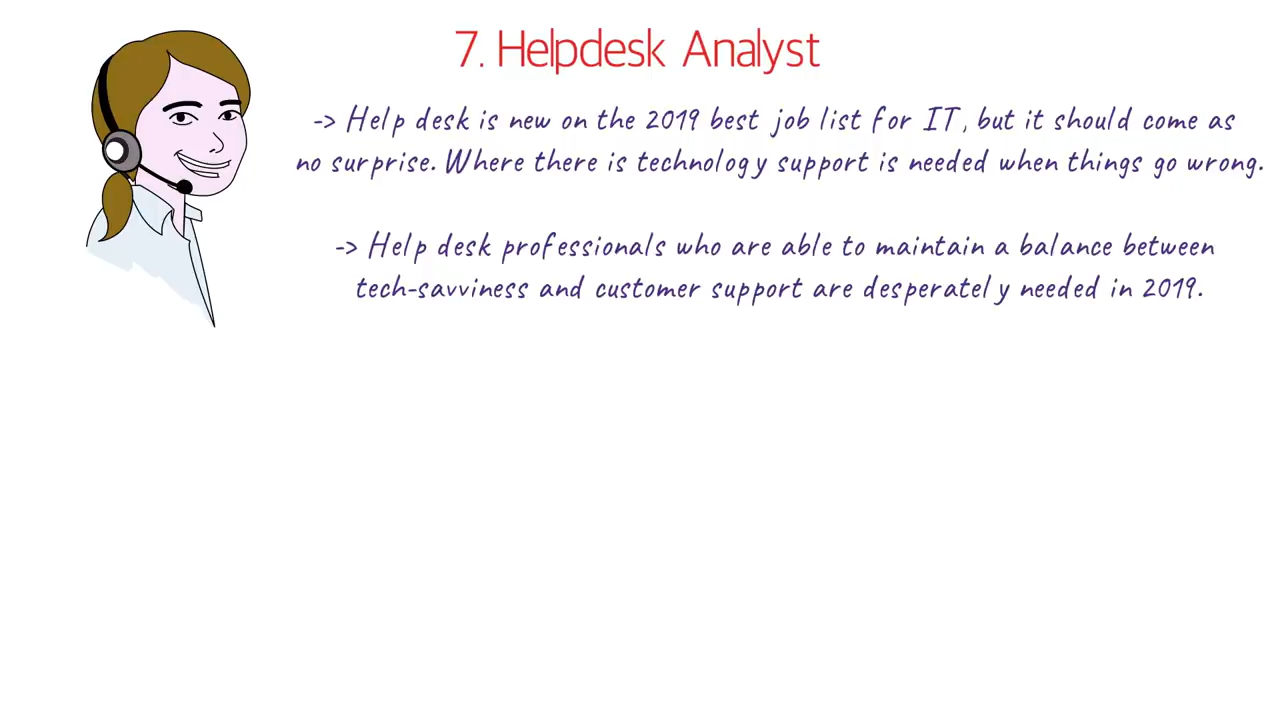 7. Helpdesk Analyst
-> Help desk is new on the 2019 best job list for IT, but it should come as
no surprise. Where there is technology support is needed when things go wrong.
-> Help desk professionals who are able to maintain a balance between
tech-savviness and customer support are desperately needed in 2019.